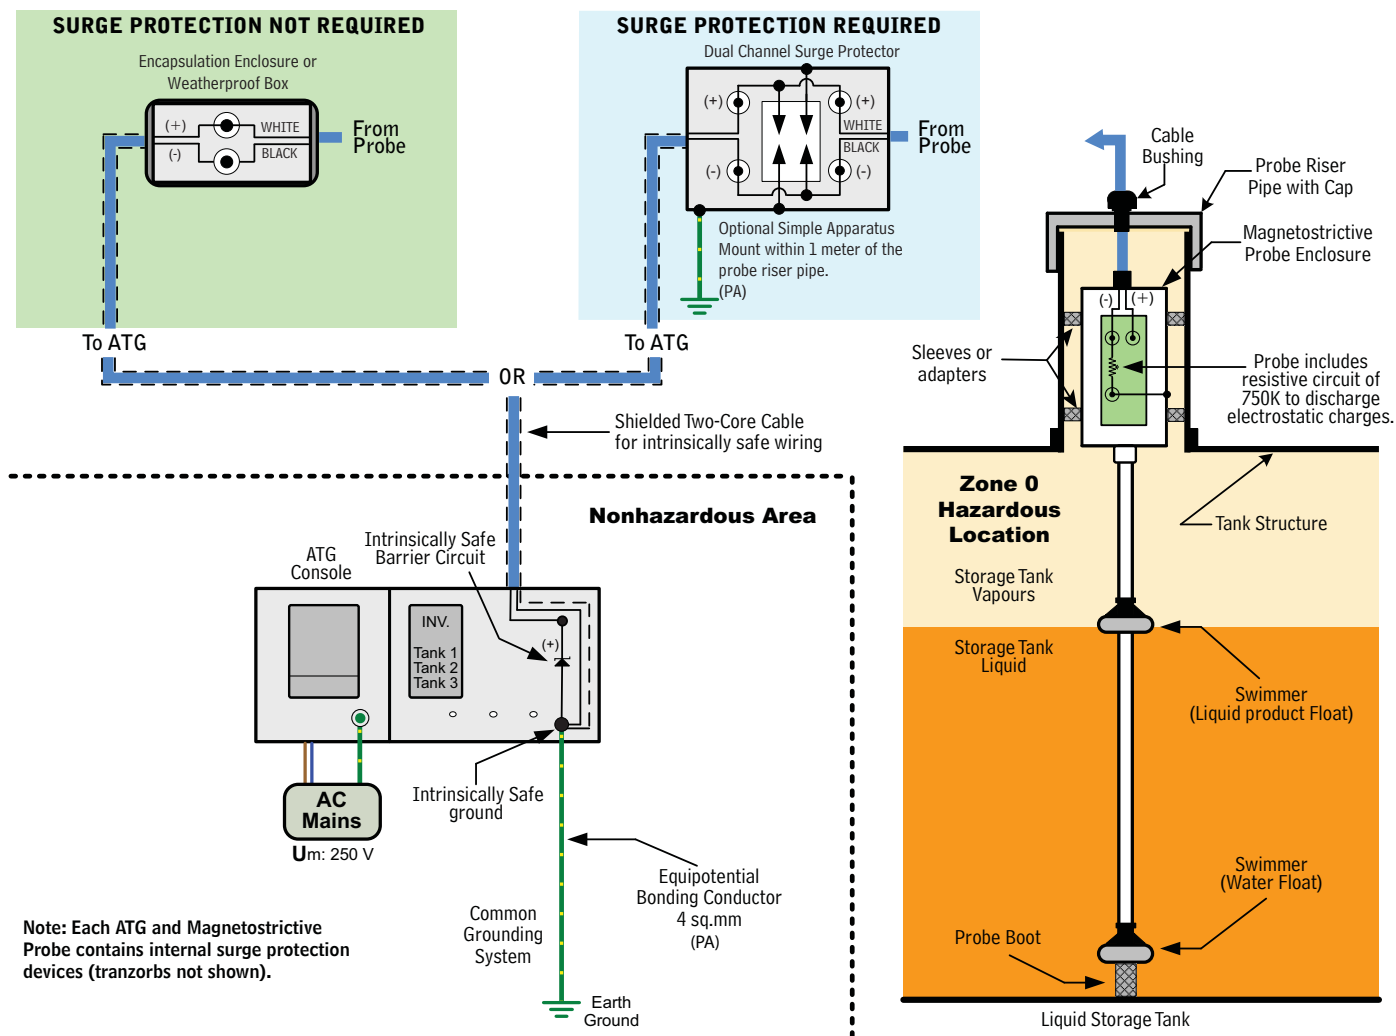 SURGE PROTECTION NOT REQUIRED
Encapsulation Enclosure or
Weatherproof Box
(+)
WHITE
(-)
BLACK
From
Probe
To ATG
SURGE PROTECTION REQUIRED
Dual Channel Surge Protector
(+)
(+)
WHITE
BLACK
(-)
(-)
From
Probe
Optional Simple Apparatus
Mount within 1 meter of the
probe riser pipe.
(PA)
To ATG
OR
Shielded Two-Core Cable
for intrinsically safe wiring
Nonhazardous Area
Intrinsically Safe
Barrier Circuit
ATG
Console
INV.
Tank 1
Tank 2
Tank 3
(+)
Intrinsically Safe
ground
AC
Mains
Um: 250 V
Equipotential
Bonding Conductor
4 sq.mm
(PA)
Common
Grounding
System
Earth
Ground
Note: Each ATG and Magnetostrictive
Probe contains internal surge protection
devices (tranzorbs not shown).
Cable
Bushing
Probe Riser
Pipe with Cap
Magnetostrictive
Probe Enclosure
(-)
(+)
Sleeves or
adapters
Probe includes
resistive circuit of
750K to discharge
electrostatic charges.
Zone 0
Hazardous
Location
Tank Structure
Storage Tank
Vapours
Storage Tank
Liquid
Swimmer
(Liquid product Float)
Swimmer
(Water Float)
Probe Boot
Liquid Storage Tank